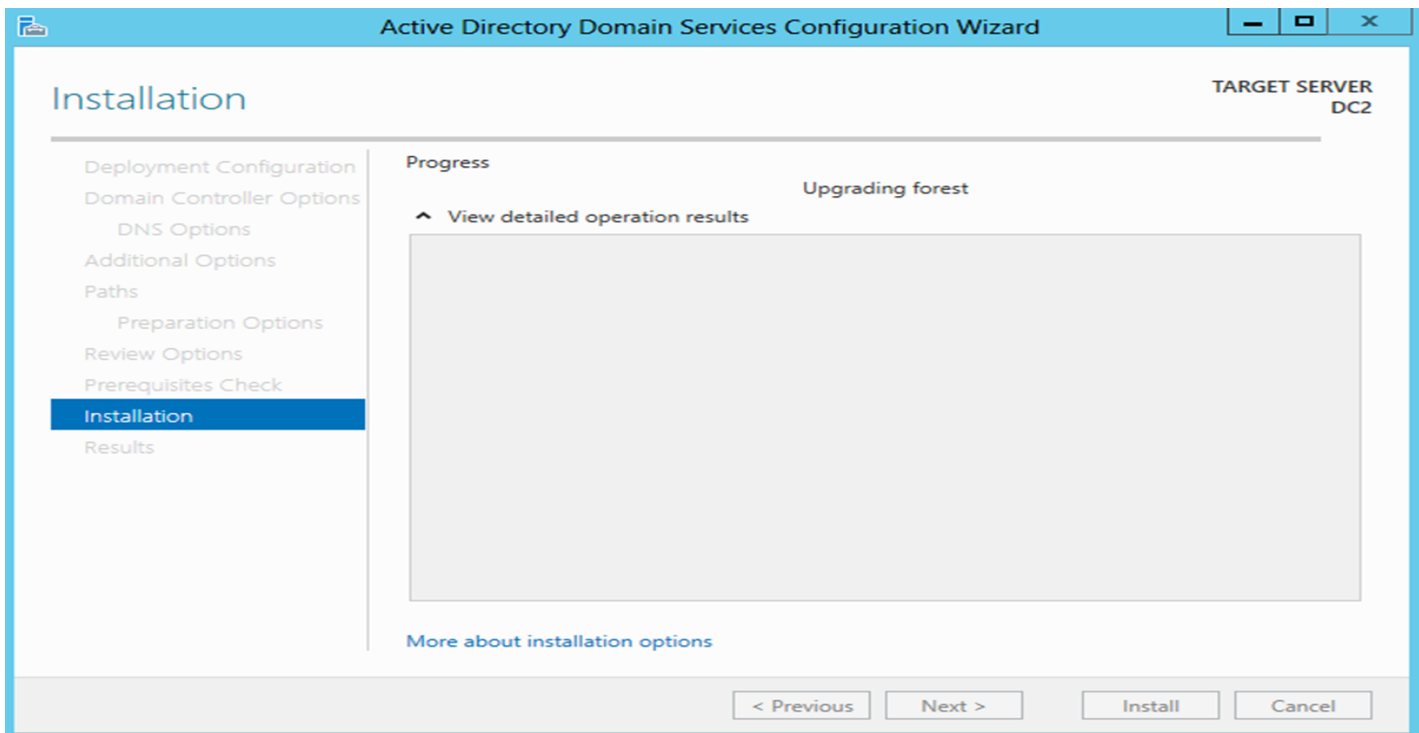 Active Directory Domain Services Configuration Wizard
Installation
TARGET SERVER
DC2
Deployment Configuration
Domain Controller Options
DNS Options
Additional Options
Paths
Preparation Options
Review Options
Prerequisites Check
Installation
Results
Progress
Upgrading forest
View detailed operation results
More about installation options
< Previous
Next >
Install
Cancel